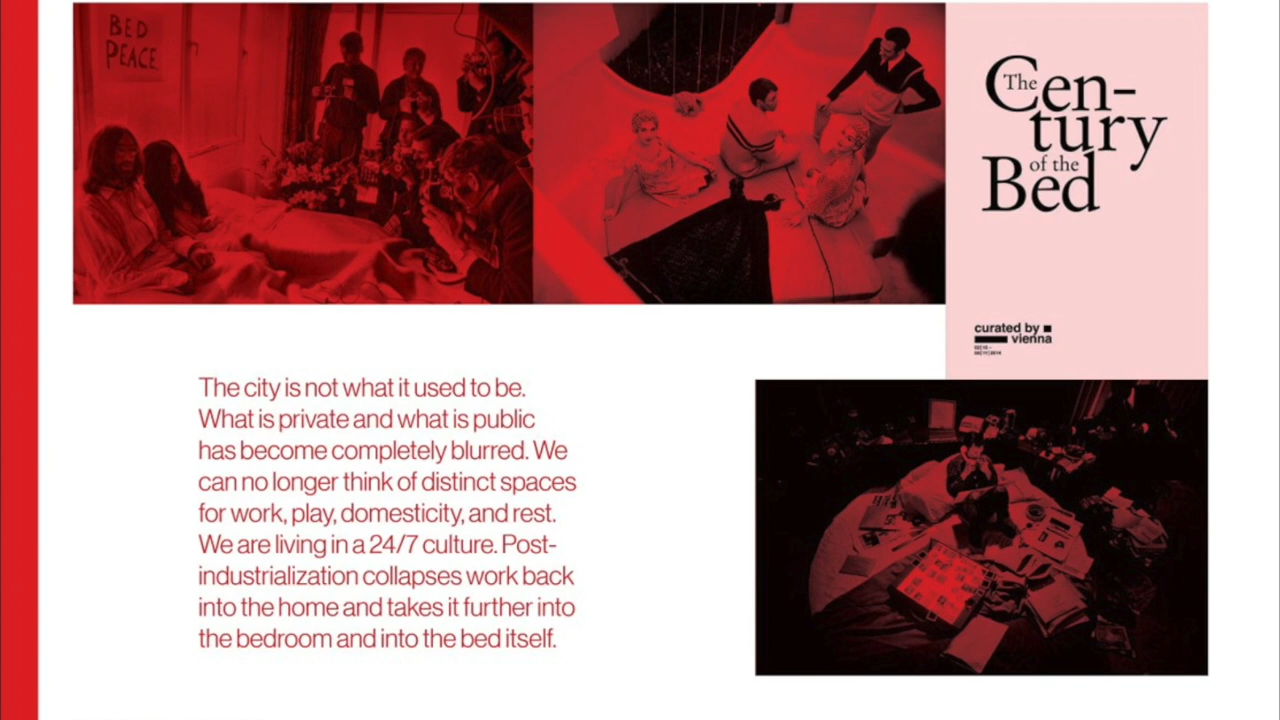 BED
PEACE
The
Cen-
tury
of the
Bed
curated by
vienna
The city is not what it used to be.
What is private and what is public
has become completely blurred. We
can no longer think of distinct spaces
for work, play, domesticity, and rest.
We are living in a 24/7 culture. Post-
industrialization collapses work back
into the home and takes it further into
the bedroom and into the bed itself.